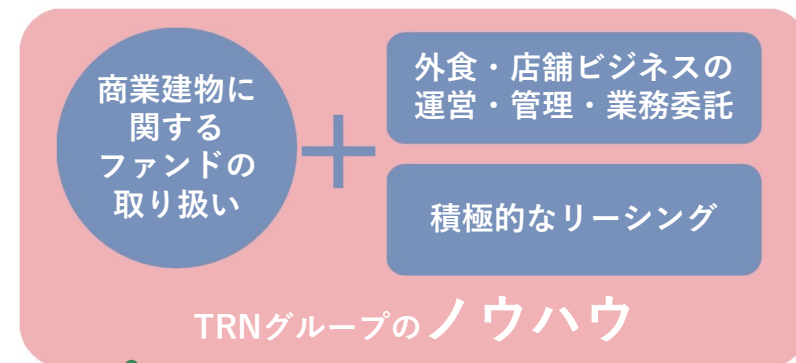 商業建物に
関する
ファンドの
取り扱い
外食・店舗ビジネスの
運営・管理・業務委託
積極的なリーシング
TRNグループのノウハウ